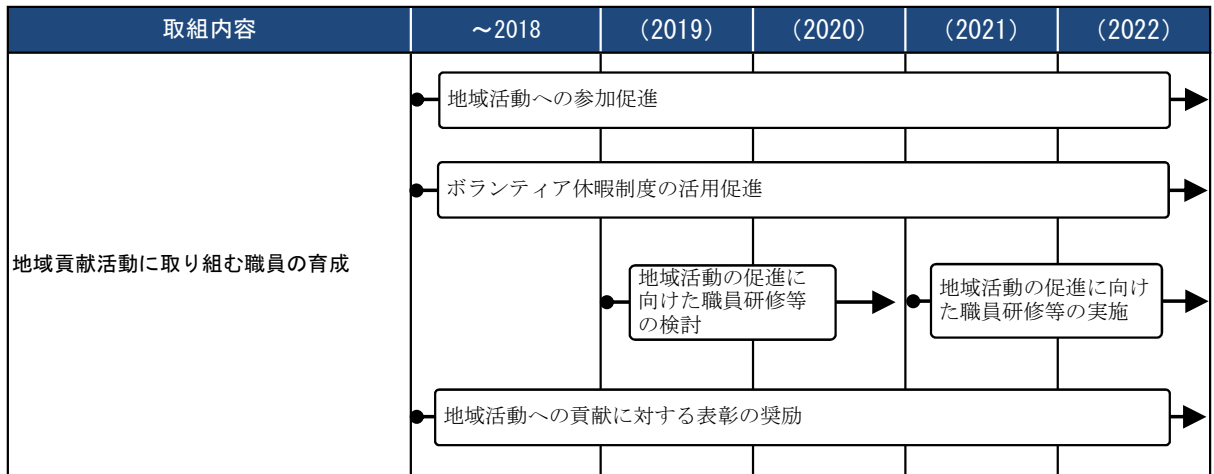 取組内容 ～2018 （2019） （2020） （2021） （2022）
地域活動への参加促進
ボランティア休暇制度の活用促進
地域貢献活動に取り組む職員の育成
地域活動の促進に
向けた職員研修等
の検討
地域活動の促進に向け
た職員研修等の実施
地域活動への貢献に対する表彰の奨励